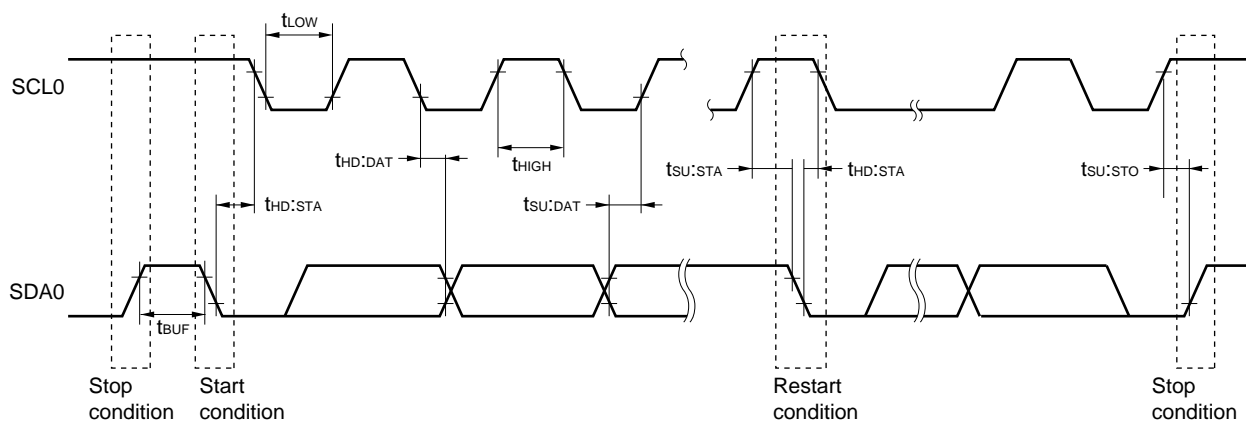 tLOW
SCL0
tHD:DAT
tHIGH
tSU:STA
tHD:STA
tSU:STO
tHD:STA
tSU:DAT
SDA0
tBUF
Stop condition
Start condition
Restart condition
Stop condition